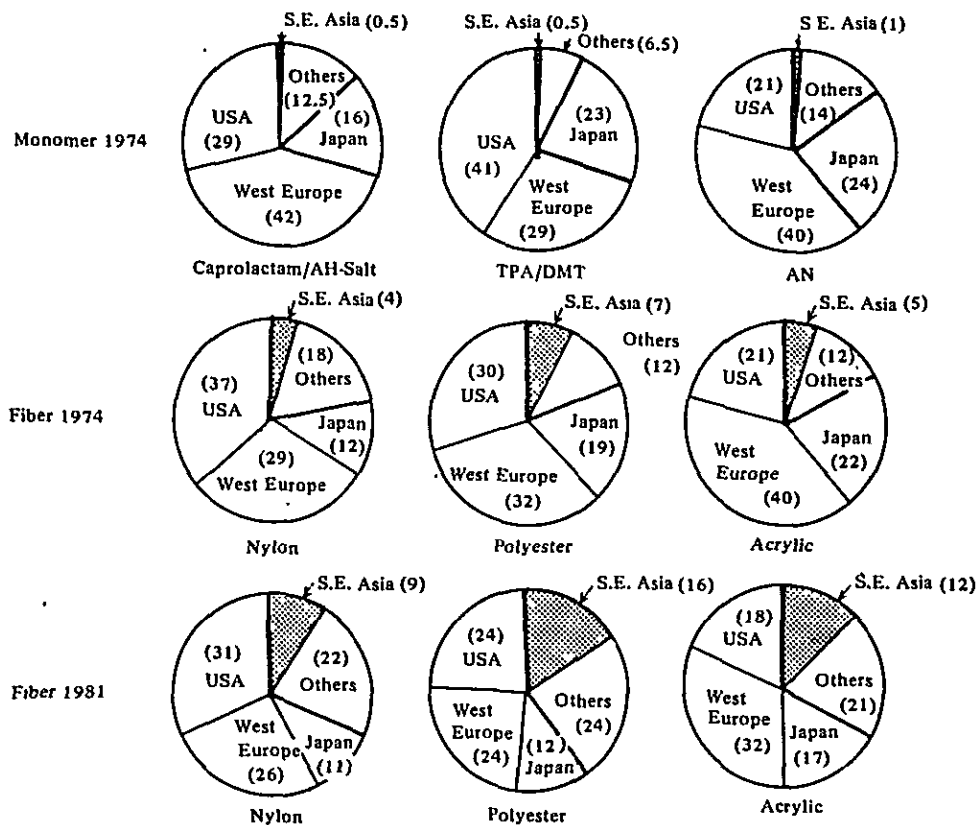 S.E. Asia (0.5)
Others
(12.5)
(16)
Japan
USA
(29)
West Europe
(42)
Caprolactam/AH-Salt
S.E. Asia (0.5)
Others (6.5)
(23)
Japan
USA
(41)
West
Europe
(29)
TPA/DMT
S E. Asia (1)
(21)
USA
Others
(14)
Japan
(24)
West
Europe
(40)
AN
Monomer 1974
S.E. Asia (4)
(18)
Others
(37)
USA
Japan
(12)
(29)
West Europe
Nylon
S.E. Asia (7)
Others
(12)
(30)
USA
Japan
(19)
West Europe
(32)
Polyester
S.E. Asia (5)
(21)
USA
(12)
Others
Japan
(22)
West
Europe
(40)
Acrylic
Fiber 1974
S.E. Asia (9)
(31)
USA
(22)
Others
West
Europe
(26)
Japan
(11)
Nylon
S.E. Asia (16)
(24)
USA
West
Europe
(24)
Others
(24)
(12)
Japan
Polyester
S.E. Asia (12)
(18)
USA
Others
(21)
West
Europe
(32)
Japan
(17)
Acrylic
Fiber 1981